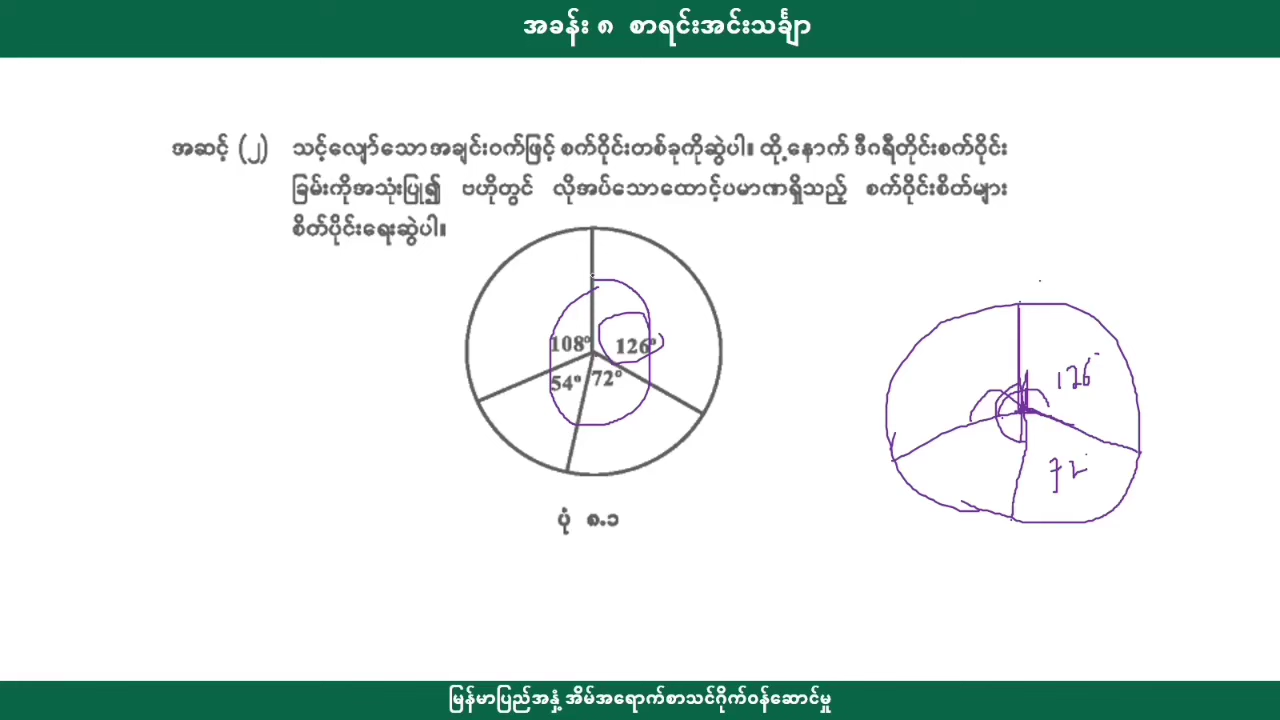 အခန်း ၈ စာရင်းအင်းသင်္ချာ
အဆင့် (၂) သင့်လျော်သောအချင်းဝက်ဖြင့် စက်ဝိုင်းတစ်ခုကိုဆွဲပါ။ ထို့နောက် ဒီဂရီတိုင်းစက်ဝိုင်း
ခြမ်းကိုအသုံးပြု၍ ဗဟိုတွင် လိုအပ်သောထောင့်ပမာဏရှိသည့် စက်ဝိုင်းစိတ်များ
စိတ်ပိုင်းရေးဆွဲပါ။
108° 126°
54° 72°
126°
72°
ပုံ ၈.၁
မြန်မာပြည်အနှံ့ အိမ်အရောက်စာသင်ဂိုက်ဝန်ဆောင်မှု